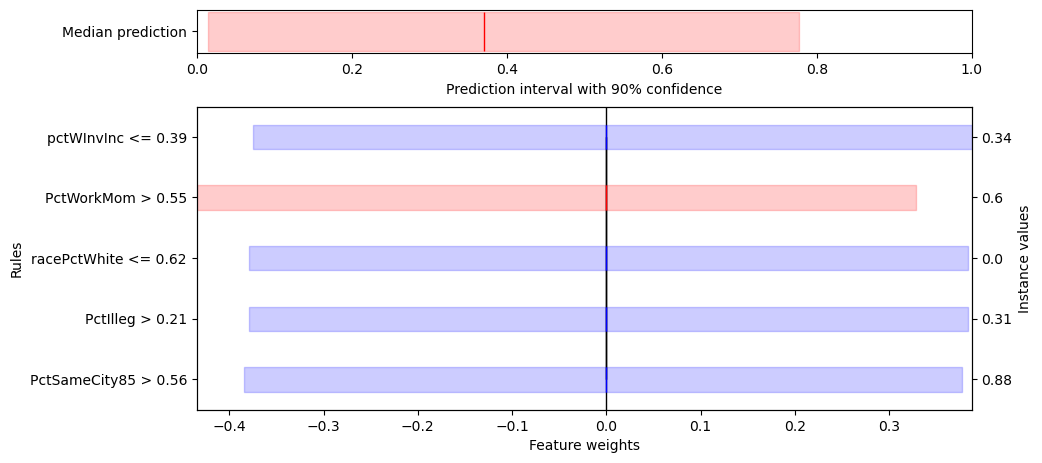 Median prediction
0.0 0.2 0.4 0.6 0.8 1.0
Prediction interval with 90% confidence
pctWInvInc <= 0.39 0.34
PctWorkMom > 0.55 0.6
racePctWhite <= 0.62 0.0
PctIlleg > 0.21 0.31
PctSameCity85 > 0.56 0.88
Rules
Instance values
−0.4 −0.3 −0.2 −0.1 0.0 0.1 0.2 0.3
Feature weights